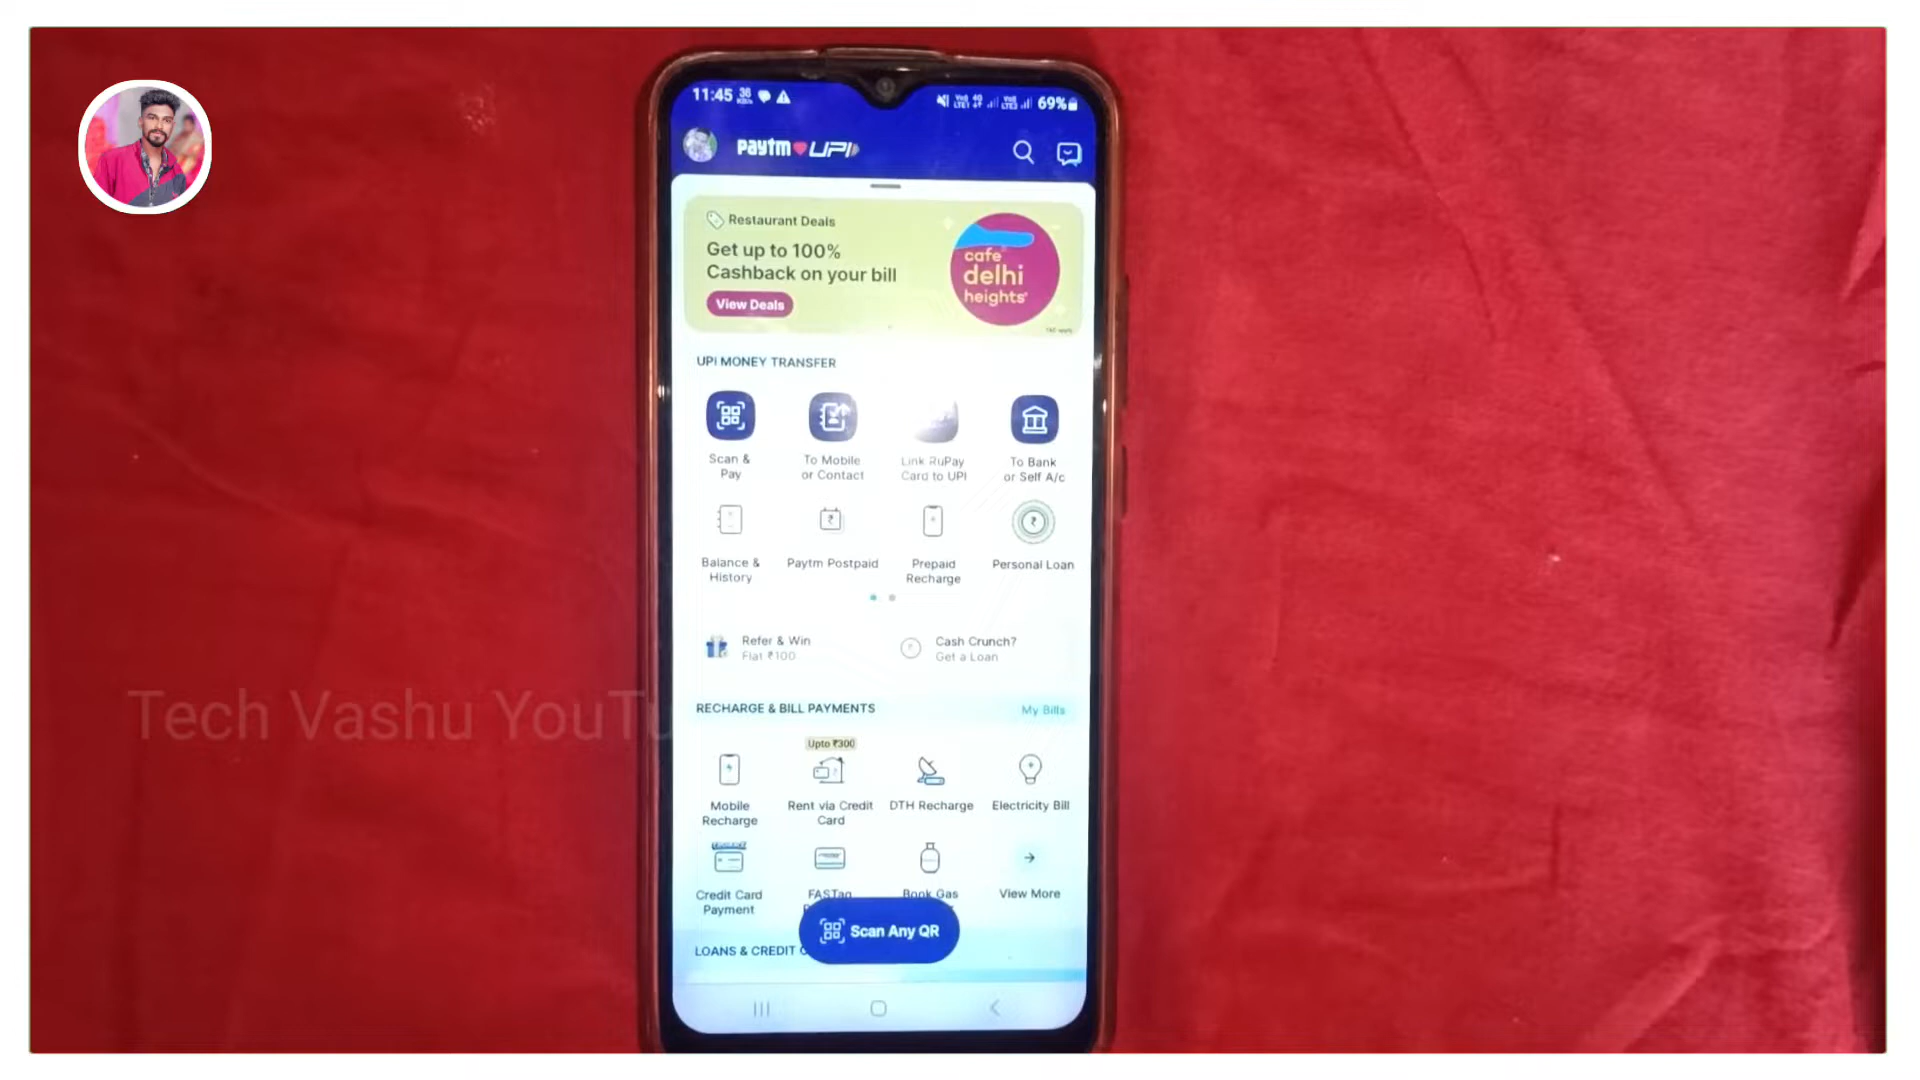 11:45
69%
paytm UPI
Restaurant Deals
Get up to 100%
Cashback on your bill
View Deals
cafe
delhi
heights
UPI MONEY TRANSFER
Scan &
Pay
To Mobile
or Contact
Link RuPay
Card to UPI
To Bank
or Self A/c
Balance &
History
Paytm Postpaid
Prepaid
Recharge
Personal Loan
Refer & Win
Flat ₹100
Cash Crunch?
Get a Loan
Tech Vashu YouTu
RECHARGE & BILL PAYMENTS
My Bills
Upto ₹300
Mobile
Recharge
Rent via Credit
Card
DTH Recharge
Electricity Bill
Credit Card
Payment
FASTag
Book Gas
View More
Scan Any QR
LOANS & CREDIT C